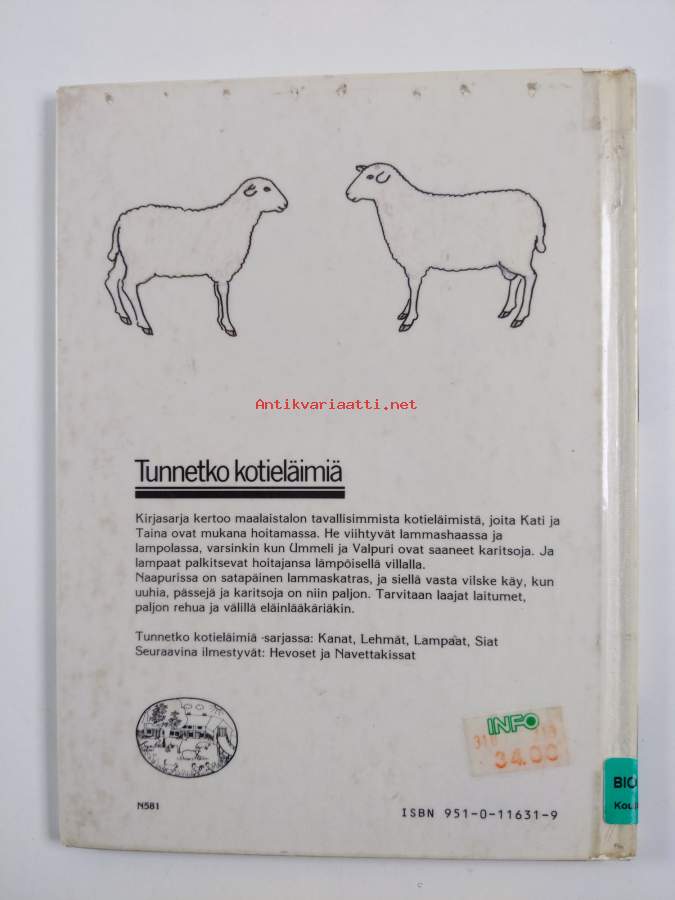 Antikvariaatti.net
Tunnetko kotieläimiä
Kirjasarja kertoo maalaistalon tavallisimmista kotieläimistä, joita Kati ja
Taina ovat mukana hoitamassa. He viihtyvät lammashaassa ja
lampolassa, varsinkin kun Ummeli ja Valpuri ovat saaneet karitsoja. Ja
lampaat palkitsevat hoitajansa lämpöisellä villalla.
Naapurissa on satapäinen lammaskatras, ja siellä vasta vilske käy, kun
uuhia, pässejä ja karitsoja on niin paljon. Tarvitaan laajat laitumet,
paljon rehua ja välillä eläinlääkäriäkin.
Tunnetko kotieläimiä -sarjassa: Kanat, Lehmät, Lampaat, Siat
Seuraavina ilmestyvät: Hevoset ja Navettakissat
INFO
34.00
N581
ISBN 951-0-11631-9